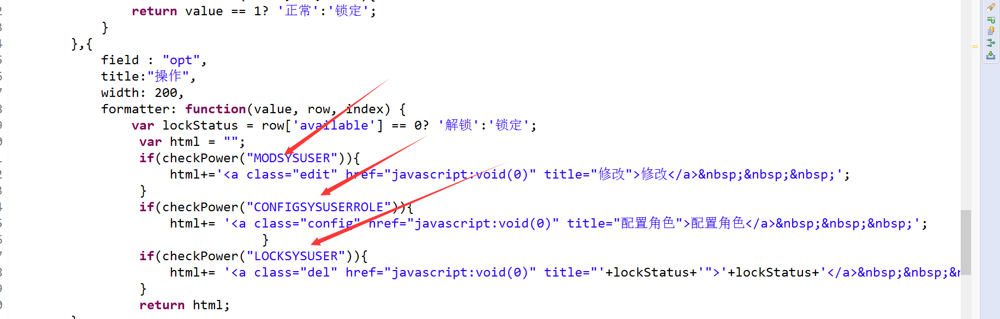 return value == 1? '正常':'锁定';
}
},{
field : "opt",
title:"操作",
width: 200,
formatter: function(value, row, index) {
var lockStatus = row['available'] == 0? '解锁':'锁定';
var html = "";
if(checkPower("MODSYSUSER")){
html+='<a class="edit" href="javascript:void(0)" title="修改">修改</a>&nbsp;&nbsp;&nbsp;';
}
if(checkPower("CONFIGSYSUSERROLE")){
html+= '<a class="config" href="javascript:void(0)" title="配置角色">配置角色</a>&nbsp;&nbsp;&nbsp;';
}
if(checkPower("LOCKSYSUSER")){
html+= '<a class="del" href="javascript:void(0)" title="'+lockStatus+'">'+lockStatus+'</a>&nbsp;&nbsp;&n
}
return html;